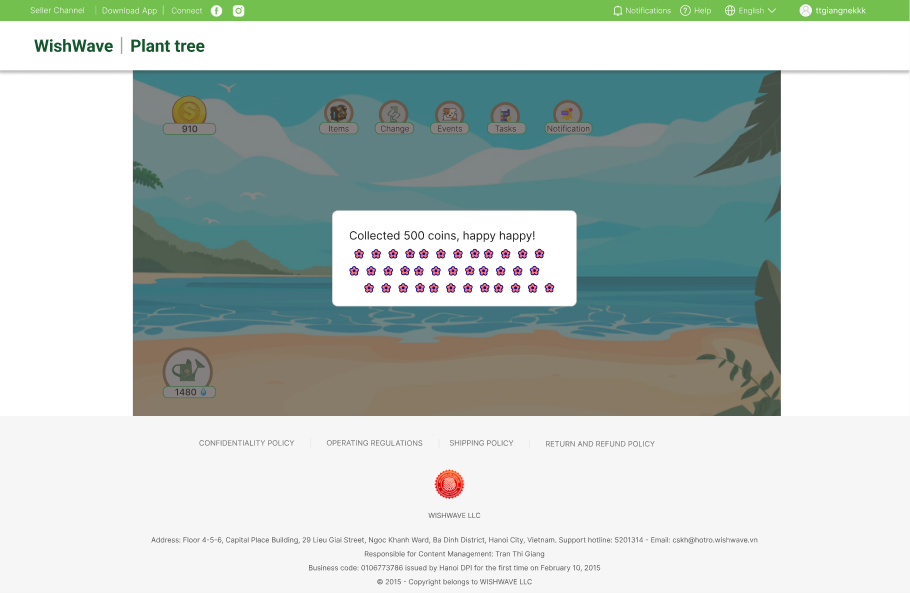 Seller Channel Download App Connect Notifications Help English ttgiangnekkk
WishWave Plant tree
910 Items Change Events Tasks Notification
Collected 500 coins, happy happy!
1480
CONFIDENTIALITY POLICY OPERATING REGULATIONS SHIPPING POLICY RETURN AND REFUND POLICY
WISHWAVE LLC
Address: Floor 4-5-6, Capital Place Building, 29 Lieu Giai Street, Ngoc Khanh Ward, Ba Dinh District, Hanoi City, Vietnam. Support hotline: 5201314 - Email: cskh@hotro.wishwave.vn
Responsible for Content Management: Tran Thi Giang
Business code: 0106773786 issued by Hanoi DPI for the first time on February 10, 2015
© 2015 - Copyright belongs to WISHWAVE LLC